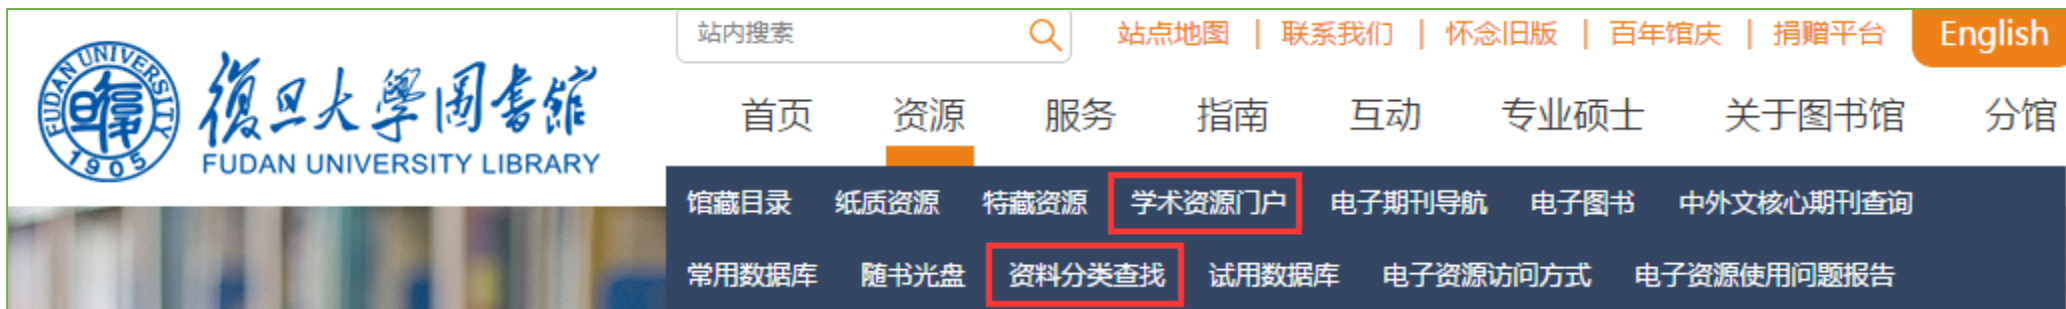 站内搜索
站点地图 | 联系我们 | 怀念旧版 | 百年馆庆 | 捐赠平台 English
FUDAN UNIVERSITY
1905
復旦大學圖書館
FUDAN UNIVERSITY LIBRARY
首页 资源 服务 指南 互动 专业硕士 关于图书馆 分馆
馆藏目录 纸质资源 特藏资源 学术资源门户 电子期刊导航 电子图书 中外文核心期刊查询
常用数据库 随书光盘 资料分类查找 试用数据库 电子资源访问方式 电子资源使用问题报告